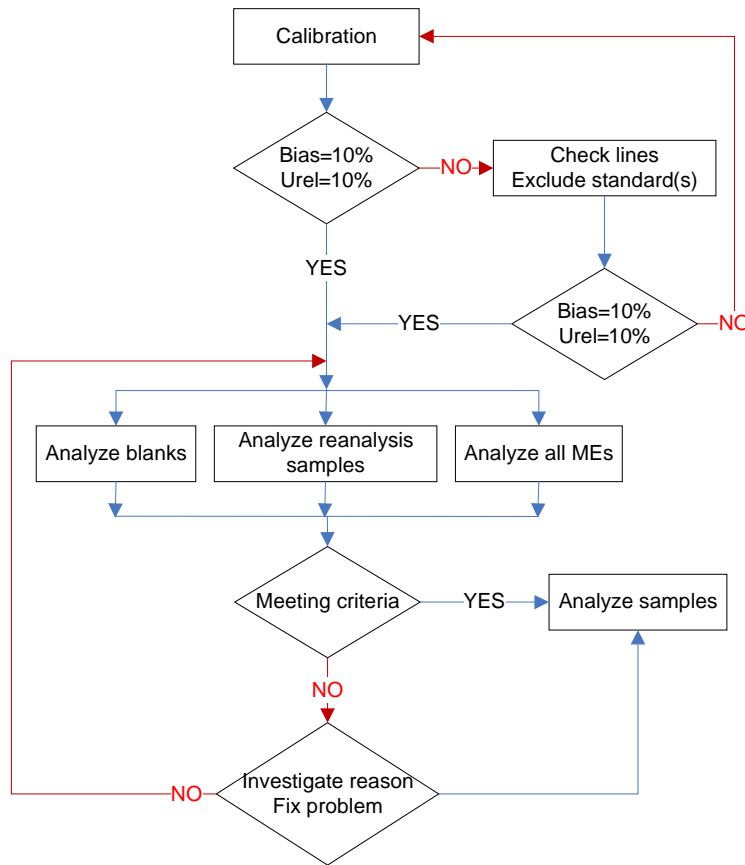 Calibration
Bias=10%
Urel=10%
NO
Check lines
Exclude standard(s)
YES
Bias=10%
Urel=10%
YES
NO
Analyze blanks
Analyze reanalysis
samples
Analyze all MEs
Meeting criteria
YES
Analyze samples
NO
Investigate reason
Fix problem
NO